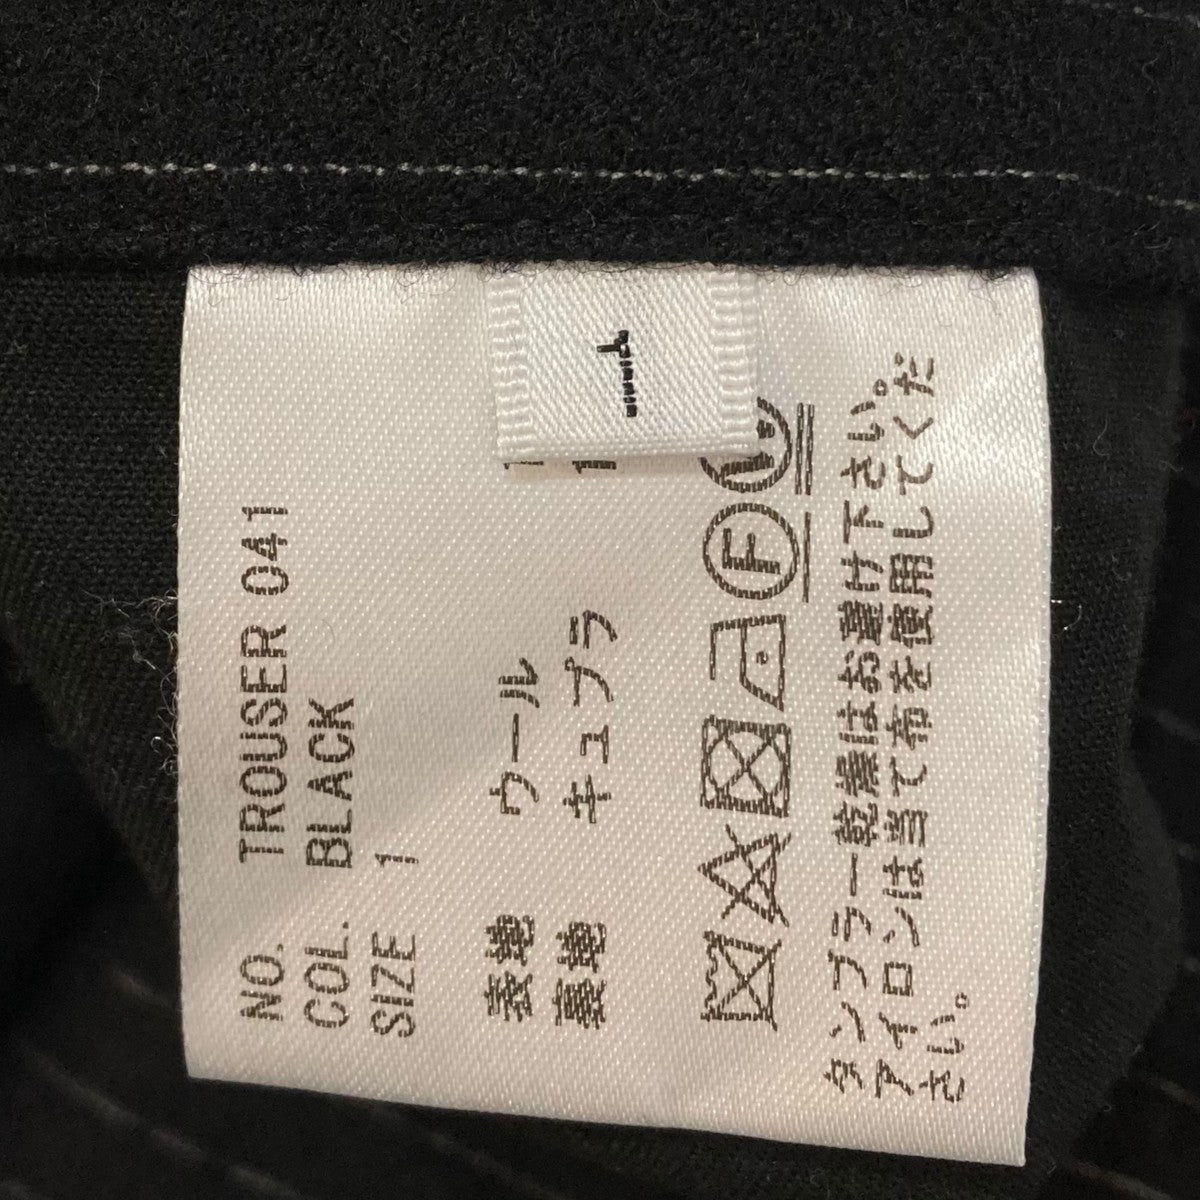 1
NO. TROUSER 041
COL. BLACK
SIZE 1
表地 ウール
裏地 キュプラ
F W
タンブラー乾燥はお避け下さい。
アイロンは当て布を使用してくだ
さい。